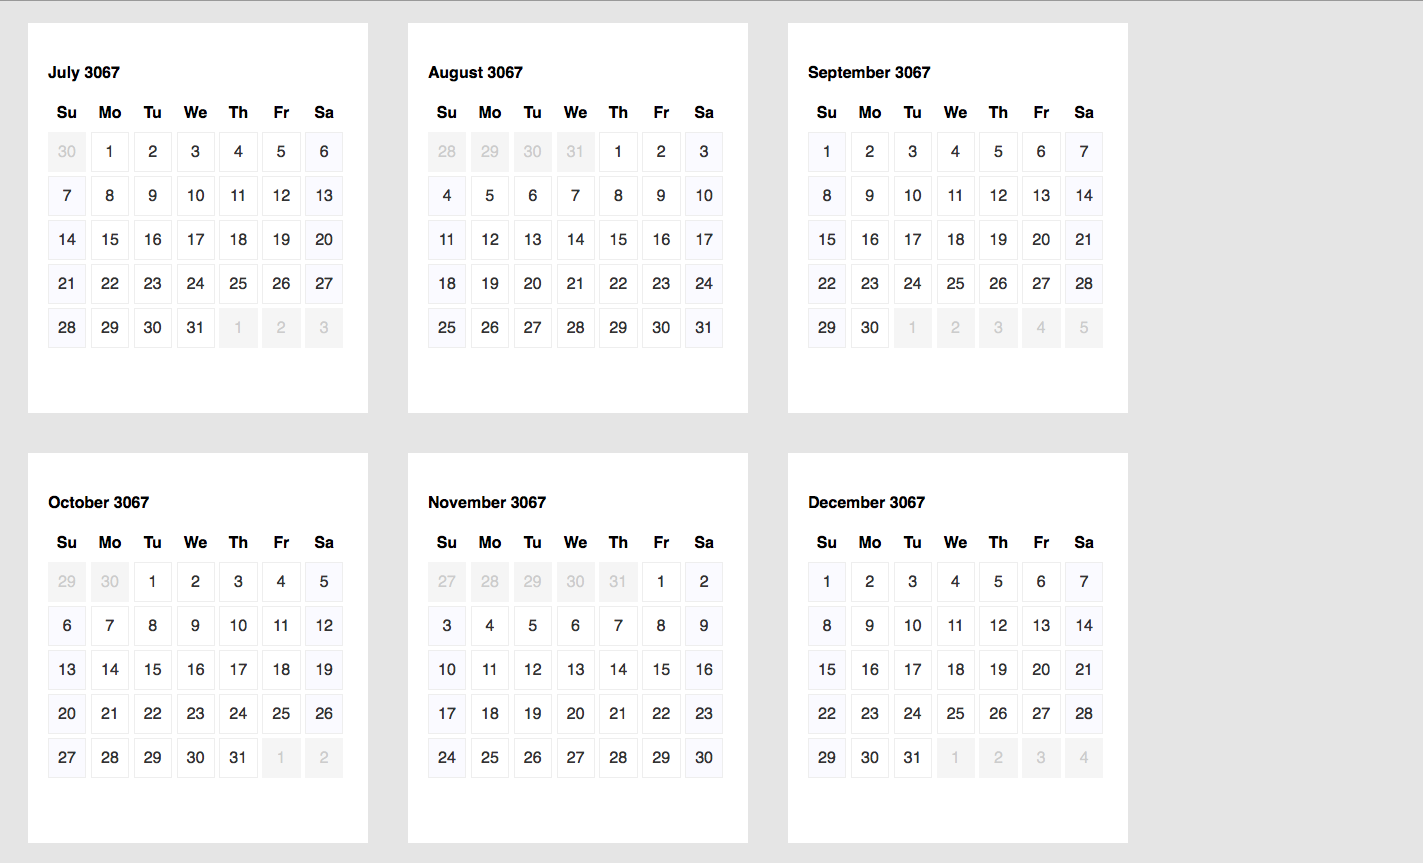 July 3067
Su Mo Tu We Th Fr Sa
30 1 2 3 4 5 6
7 8 9 10 11 12 13
14 15 16 17 18 19 20
21 22 23 24 25 26 27
28 29 30 31 1 2 3
August 3067
Su Mo Tu We Th Fr Sa
28 29 30 31 1 2 3
4 5 6 7 8 9 10
11 12 13 14 15 16 17
18 19 20 21 22 23 24
25 26 27 28 29 30 31
September 3067
Su Mo Tu We Th Fr Sa
1 2 3 4 5 6 7
8 9 10 11 12 13 14
15 16 17 18 19 20 21
22 23 24 25 26 27 28
29 30 1 2 3 4 5
October 3067
Su Mo Tu We Th Fr Sa
29 30 1 2 3 4 5
6 7 8 9 10 11 12
13 14 15 16 17 18 19
20 21 22 23 24 25 26
27 28 29 30 31 1 2
November 3067
Su Mo Tu We Th Fr Sa
27 28 29 30 31 1 2
3 4 5 6 7 8 9
10 11 12 13 14 15 16
17 18 19 20 21 22 23
24 25 26 27 28 29 30
December 3067
Su Mo Tu We Th Fr Sa
1 2 3 4 5 6 7
8 9 10 11 12 13 14
15 16 17 18 19 20 21
22 23 24 25 26 27 28
29 30 31 1 2 3 4